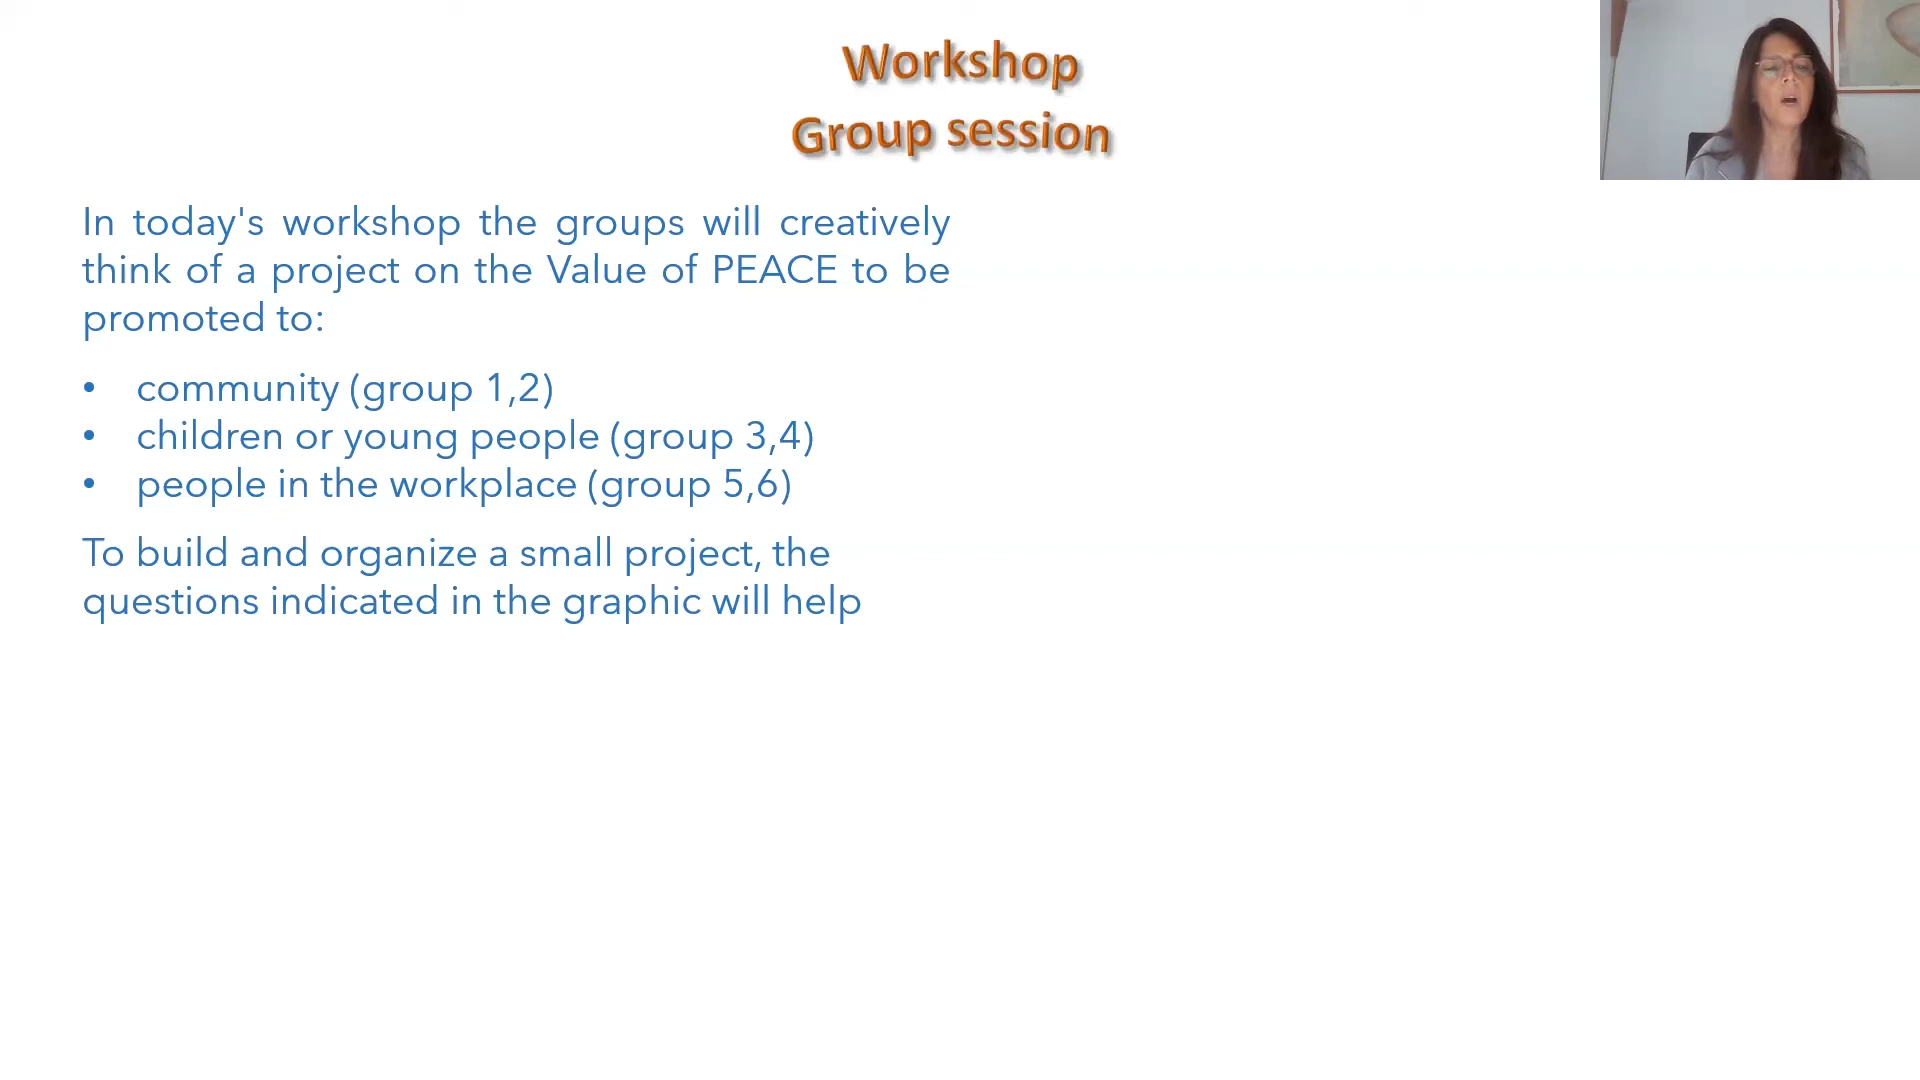 Workshop
Group session
In today's workshop the groups will creatively
think of a project on the Value of PEACE to be
promoted to:
• community (group 1,2)
• children or young people (group 3,4)
• people in the workplace (group 5,6)
To build and organize a small project, the
questions indicated in the graphic will help